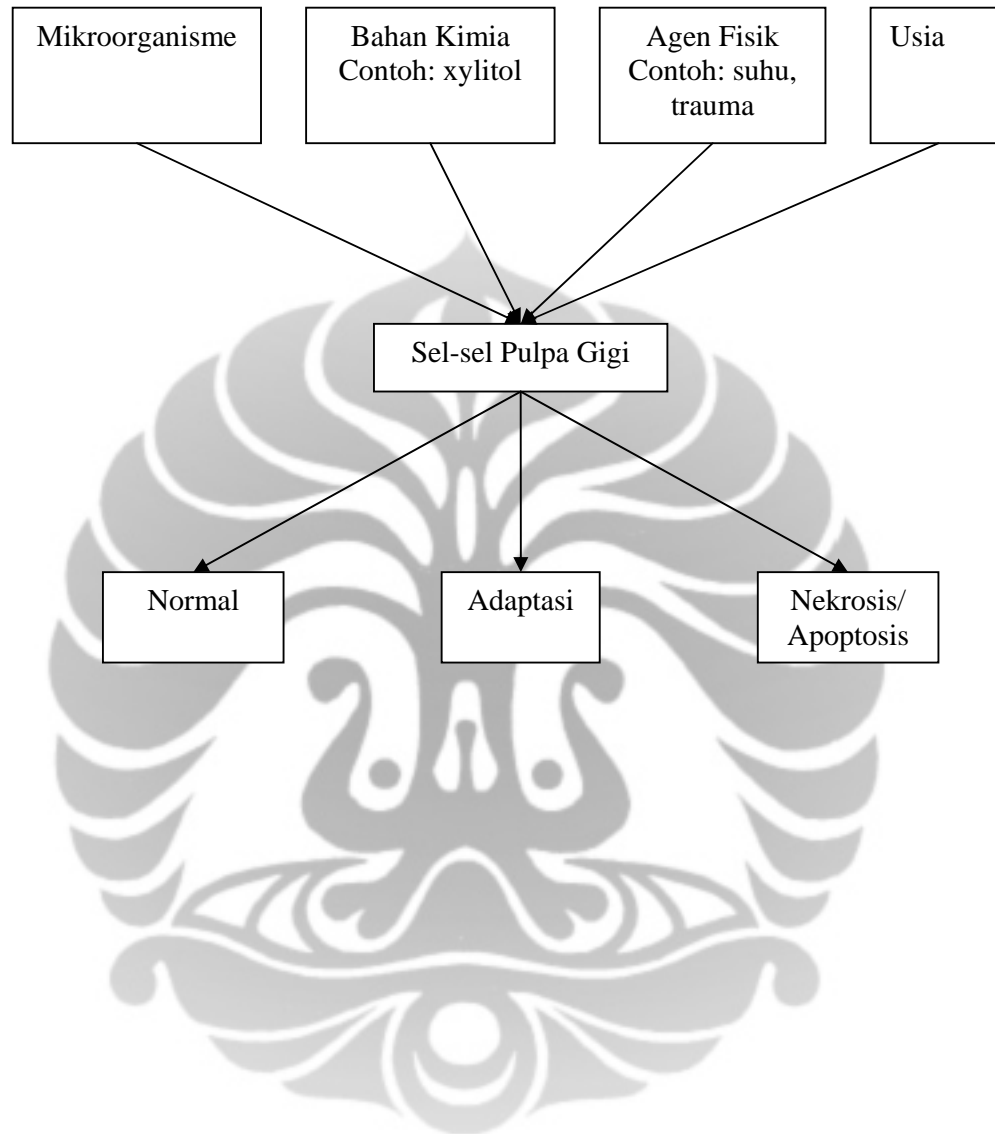 Mikroorganisme
Bahan Kimia
Contoh: xylitol
Agen Fisik
Contoh: suhu,
trauma
Usia
Sel-sel Pulpa Gigi
Normal
Adaptasi
Nekrosis/
Apoptosis